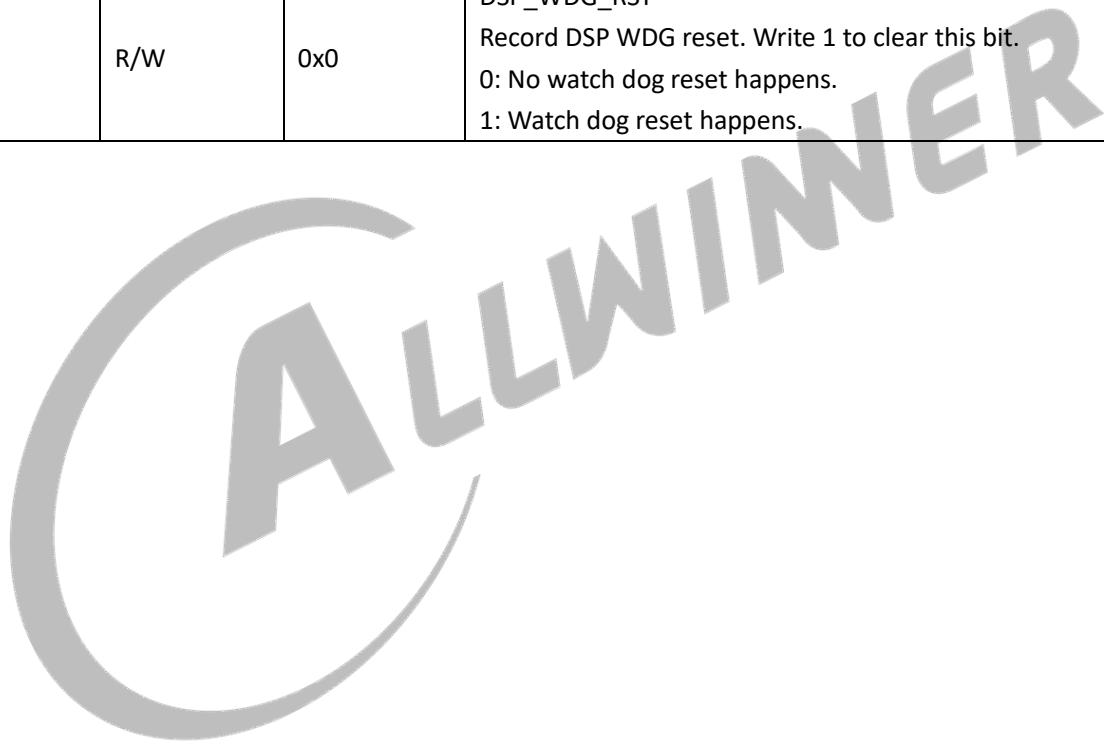 DSP_WDG_RST
R/W
0x0
Record DSP WDG reset. Write 1 to clear this bit.
0: No watch dog reset happens.
1: Watch dog reset happens.
ALLWINNER